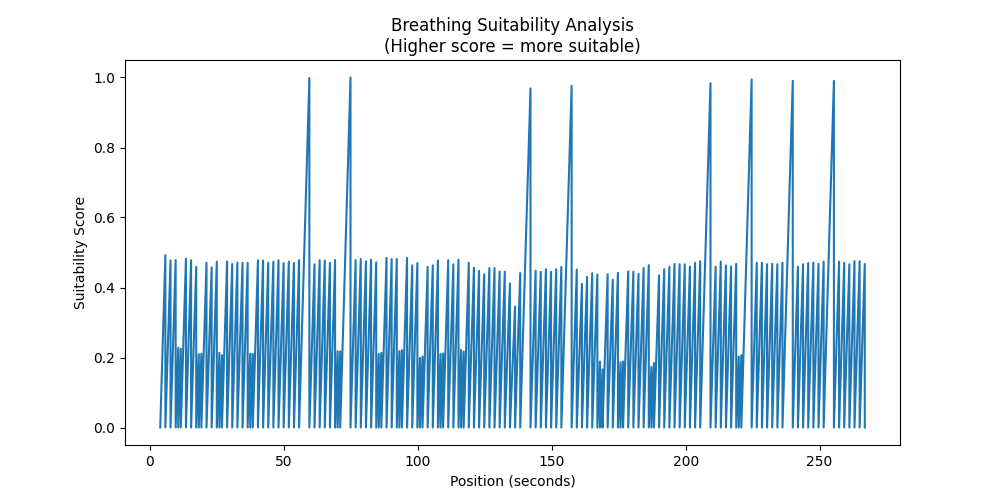 Breathing Suitability Analysis
(Higher score = more suitable)
Suitability Score
1.0
0.8
0.6
0.4
0.2
0.0
0 50 100 150 200 250
Position (seconds)